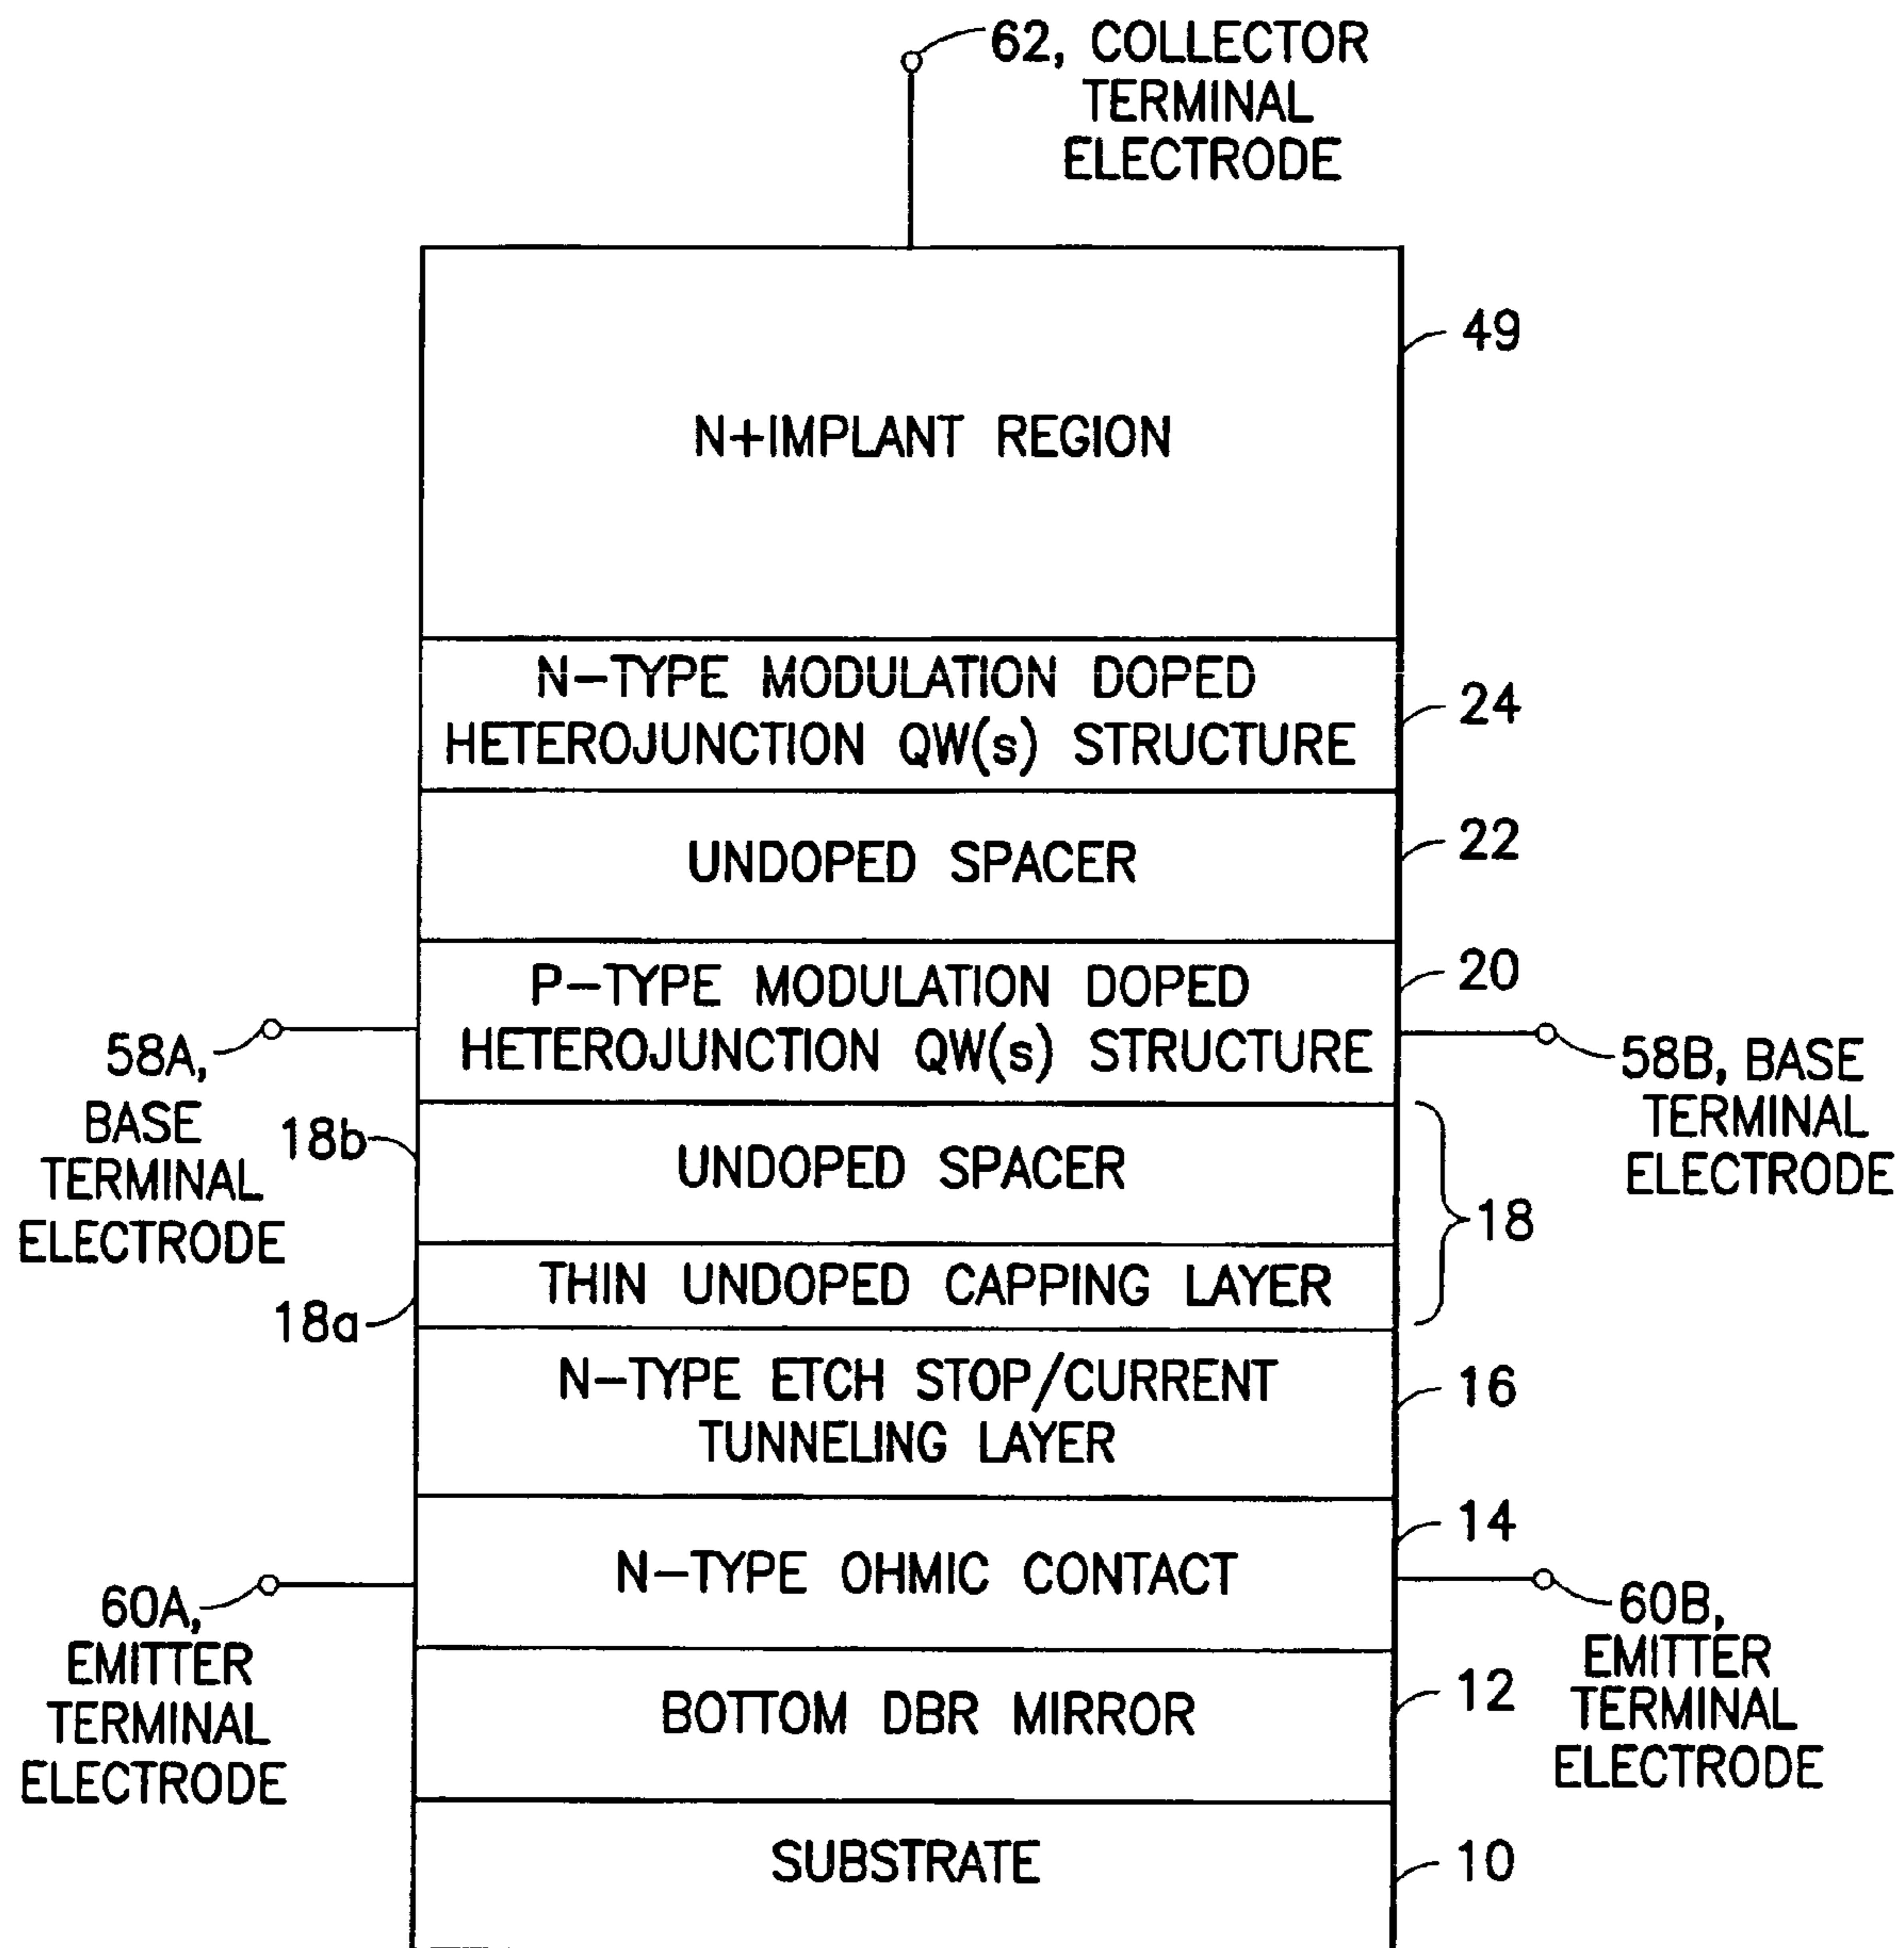 62, COLLECTOR
TERMINAL
ELECTRODE
49
N+IMPLANT REGION
N-TYPE MODULATION DOPED
HETEROJUNCTION QW(s) STRUCTURE
24
UNDOPED SPACER
22
P-TYPE MODULATION DOPED
HETEROJUNCTION QW(s) STRUCTURE
20
58A,
BASE
TERMINAL
ELECTRODE
58B, BASE
TERMINAL
ELECTRODE
18b
UNDOPED SPACER
18
THIN UNDOPED CAPPING LAYER
18a
N-TYPE ETCH STOP/CURRENT
TUNNELING LAYER
16
14
N-TYPE OHMIC CONTACT
60A,
EMITTER
TERMINAL
ELECTRODE
60B,
EMITTER
TERMINAL
ELECTRODE
12
BOTTOM DBR MIRROR
SUBSTRATE
10